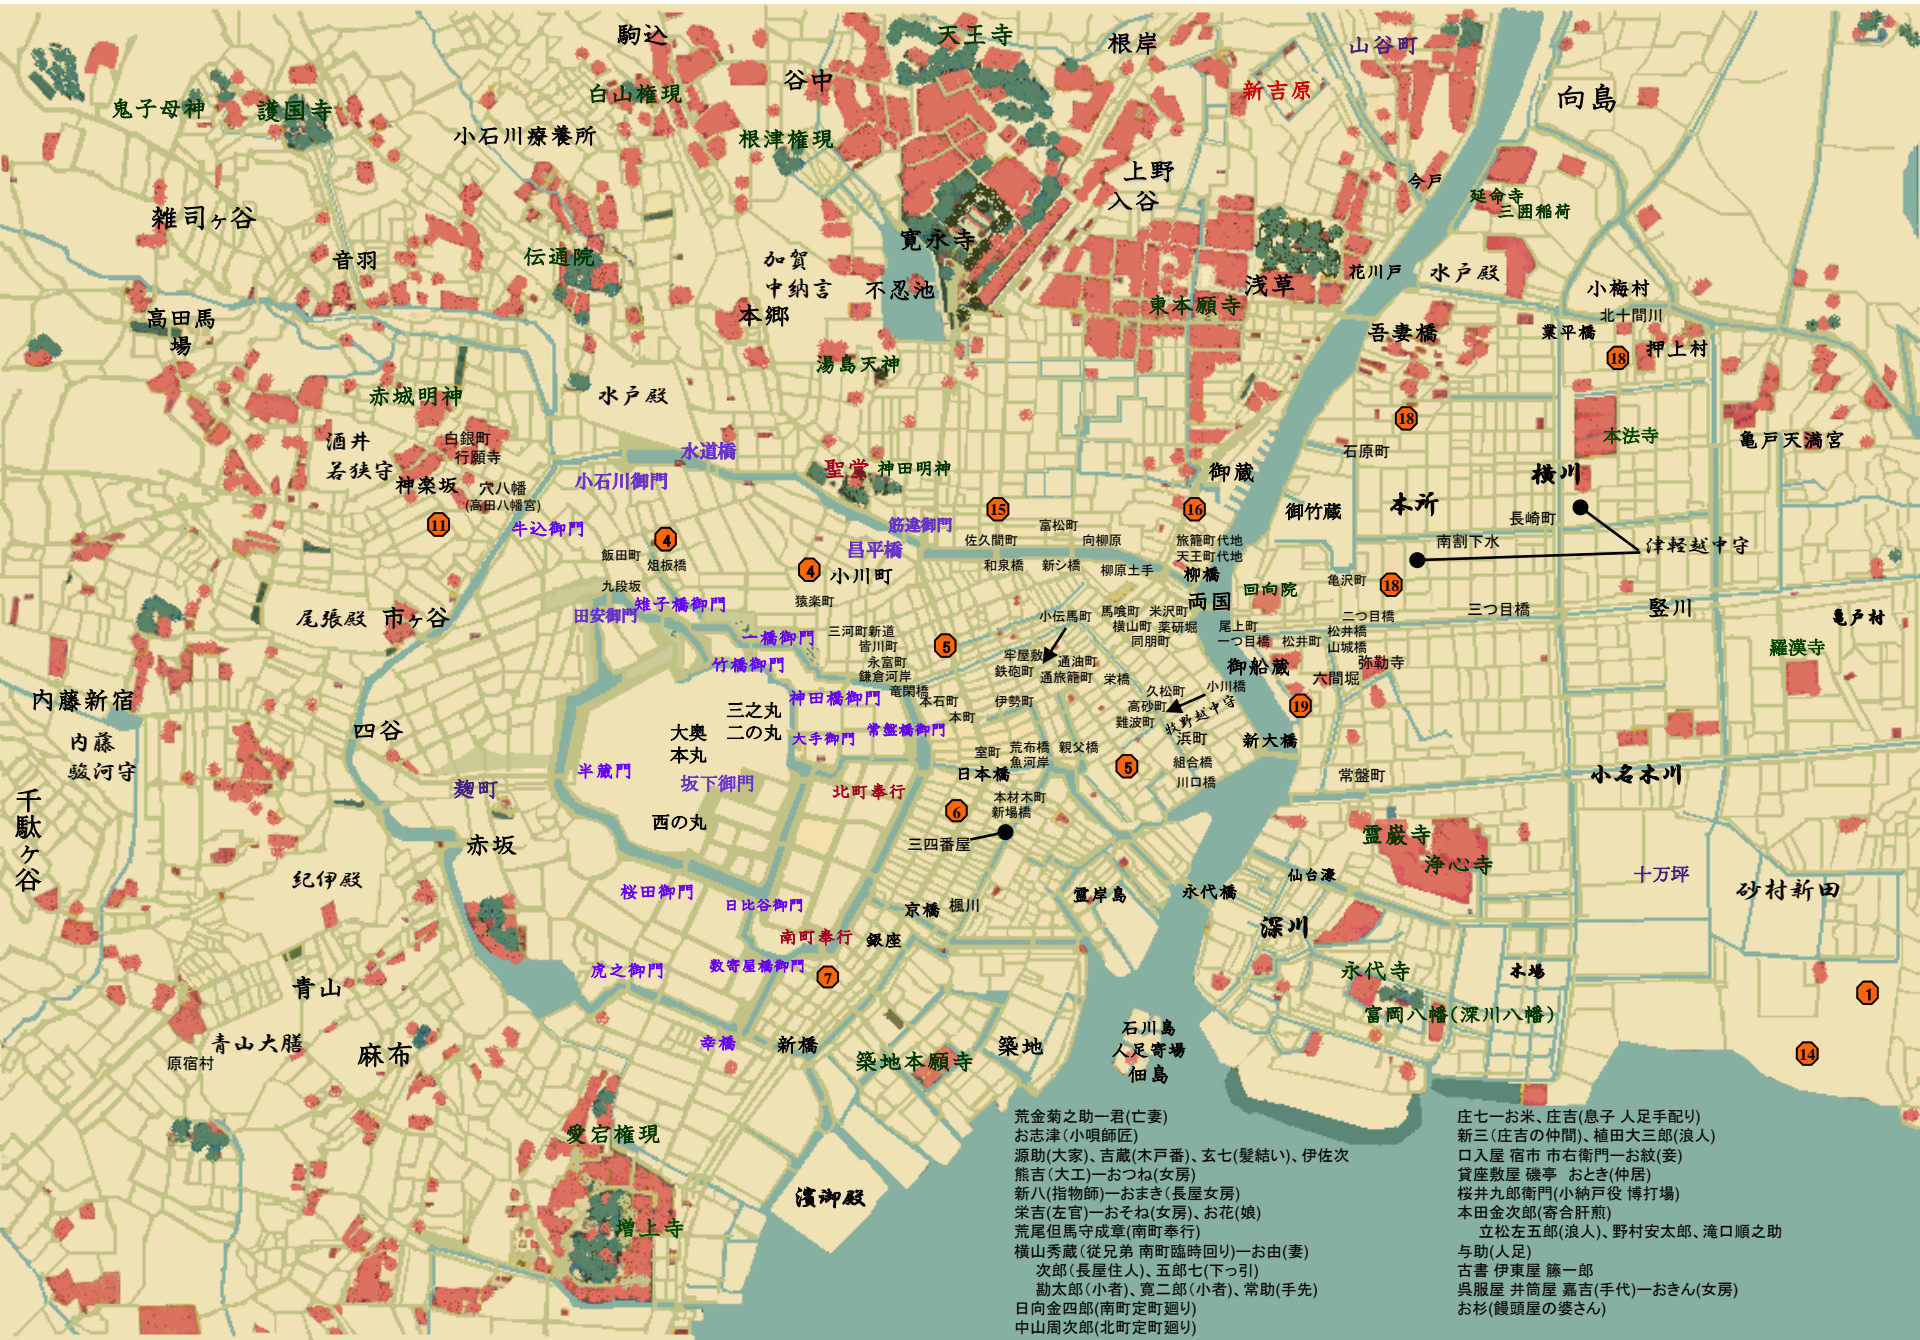 駒込
天王寺
根岸
山谷町
谷中
新吉原
向島
白山権現
鬼子母神
護国寺
小石川療養所
根津権現
上野
入谷
今戸
延命寺
三囲稲荷
雑司ヶ谷
音羽
伝通院
寛永寺
加賀
中納言
不忍池
本郷
浅草
東本願寺
花川戸
水戸殿
小梅村
北十間川
高田馬
場
吾妻橋
業平橋
18
押上村
湯島天神
赤城明神
水戸殿
18
石原町
本法寺
亀戸天満宮
酒井
若狭守
白銀町
行願寺
神楽坂
穴八幡
(高田八幡宮)
水道橋
小石川御門
聖堂
神田明神
御蔵
横川
11
牛込御門
4
筋違御門
昌平橋
15
富松町
16
御竹蔵
本所
長崎町
佐久間町
向柳原
旅籠町代地
天王町代地
南割下水
津軽越中守
飯田町
俎板橋
4
小川町
和泉橋
新シ橋
柳原土手
柳橋
九段坂
猿楽町
両国
回向院
亀沢町
18
尾張殿
市ヶ谷
田安御門
雉子橋御門
一橋御門
三河町新道
皆川町
5
小伝馬町
馬喰町
米沢町
横山町
薬研堀
同朋町
尾上町
一つ目橋
松井町
二つ目橋
松井橋
山城橋
三つ目橋
竪川
亀戸村
羅漢寺
竹橋御門
永富町
鎌倉河岸
竜閑橋
牢屋敷
鉄砲町
通油町
通旅籠町
栄橋
御船蔵
弥勒寺
六間堀
内藤新宿
神田橋御門
本石町
本町
伊勢町
久松町
高砂町
難波町
小川橋
牧野越中守
19
四谷
三之丸
二の丸
大奥
本丸
大手御門
常盤橋御門
浜町
新大橋
内藤
駿河守
半蔵門
坂下御門
室町
荒布橋
魚河岸
親父橋
日本橋
5
組合橋
川口橋
常盤町
小名木川
千駄ヶ谷
麹町
北町奉行
6
本材木町
新場橋
西の丸
三四番屋
赤坂
霊巌寺
浄心寺
紀伊殿
桜田御門
日比谷御門
京橋
楓川
霊岸島
永代橋
仙台濠
十万坪
砂村新田
南町奉行
銀座
深川
虎之御門
数寄屋橋御門
7
永代寺
木場
青山
富岡八幡(深川八幡)
1
青山大膳
原宿村
麻布
幸橋
新橋
築地本願寺
築地
石川島
人足寄場
佃島
14
愛宕権現
濱御殿
増上寺
荒金菊之助ー君(亡妻)
お志津(小唄師匠)
源助(大家)、吉蔵(木戸番)、玄七(髪結い)、伊佐次
熊吉(大工)ーおつね(女房)
新八(指物師)ーおまき(長屋女房)
栄吉(左官)ーおそね(女房)、お花(娘)
荒尾但馬守成章(南町奉行)
横山秀蔵(従兄弟 南町臨時回り)ーお由(妻)
次郎(長屋住人)、五郎七(下っ引)
勘太郎(小者)、寛二郎(小者)、常助(手先)
日向金四郎(南町定町廻り)
中山周次郎(北町定町廻り)
庄七ーお米、庄吉(息子 人足手配り)
新三(庄吉の仲間)、植田大三郎(浪人)
口入屋 宿市 市右衛門ーお紋(妾)
貸座敷屋 磯亭 おとき(仲居)
桜井九郎衛門(小納戸役 博打場)
本田金次郎(寄合肝煎)
立松左五郎(浪人)、野村安太郎、滝口順之助
与助(人足)
古書 伊東屋 籐一郎
呉服屋 井筒屋 嘉吉(手代)ーおきん(女房)
お杉(饅頭屋の婆さん)